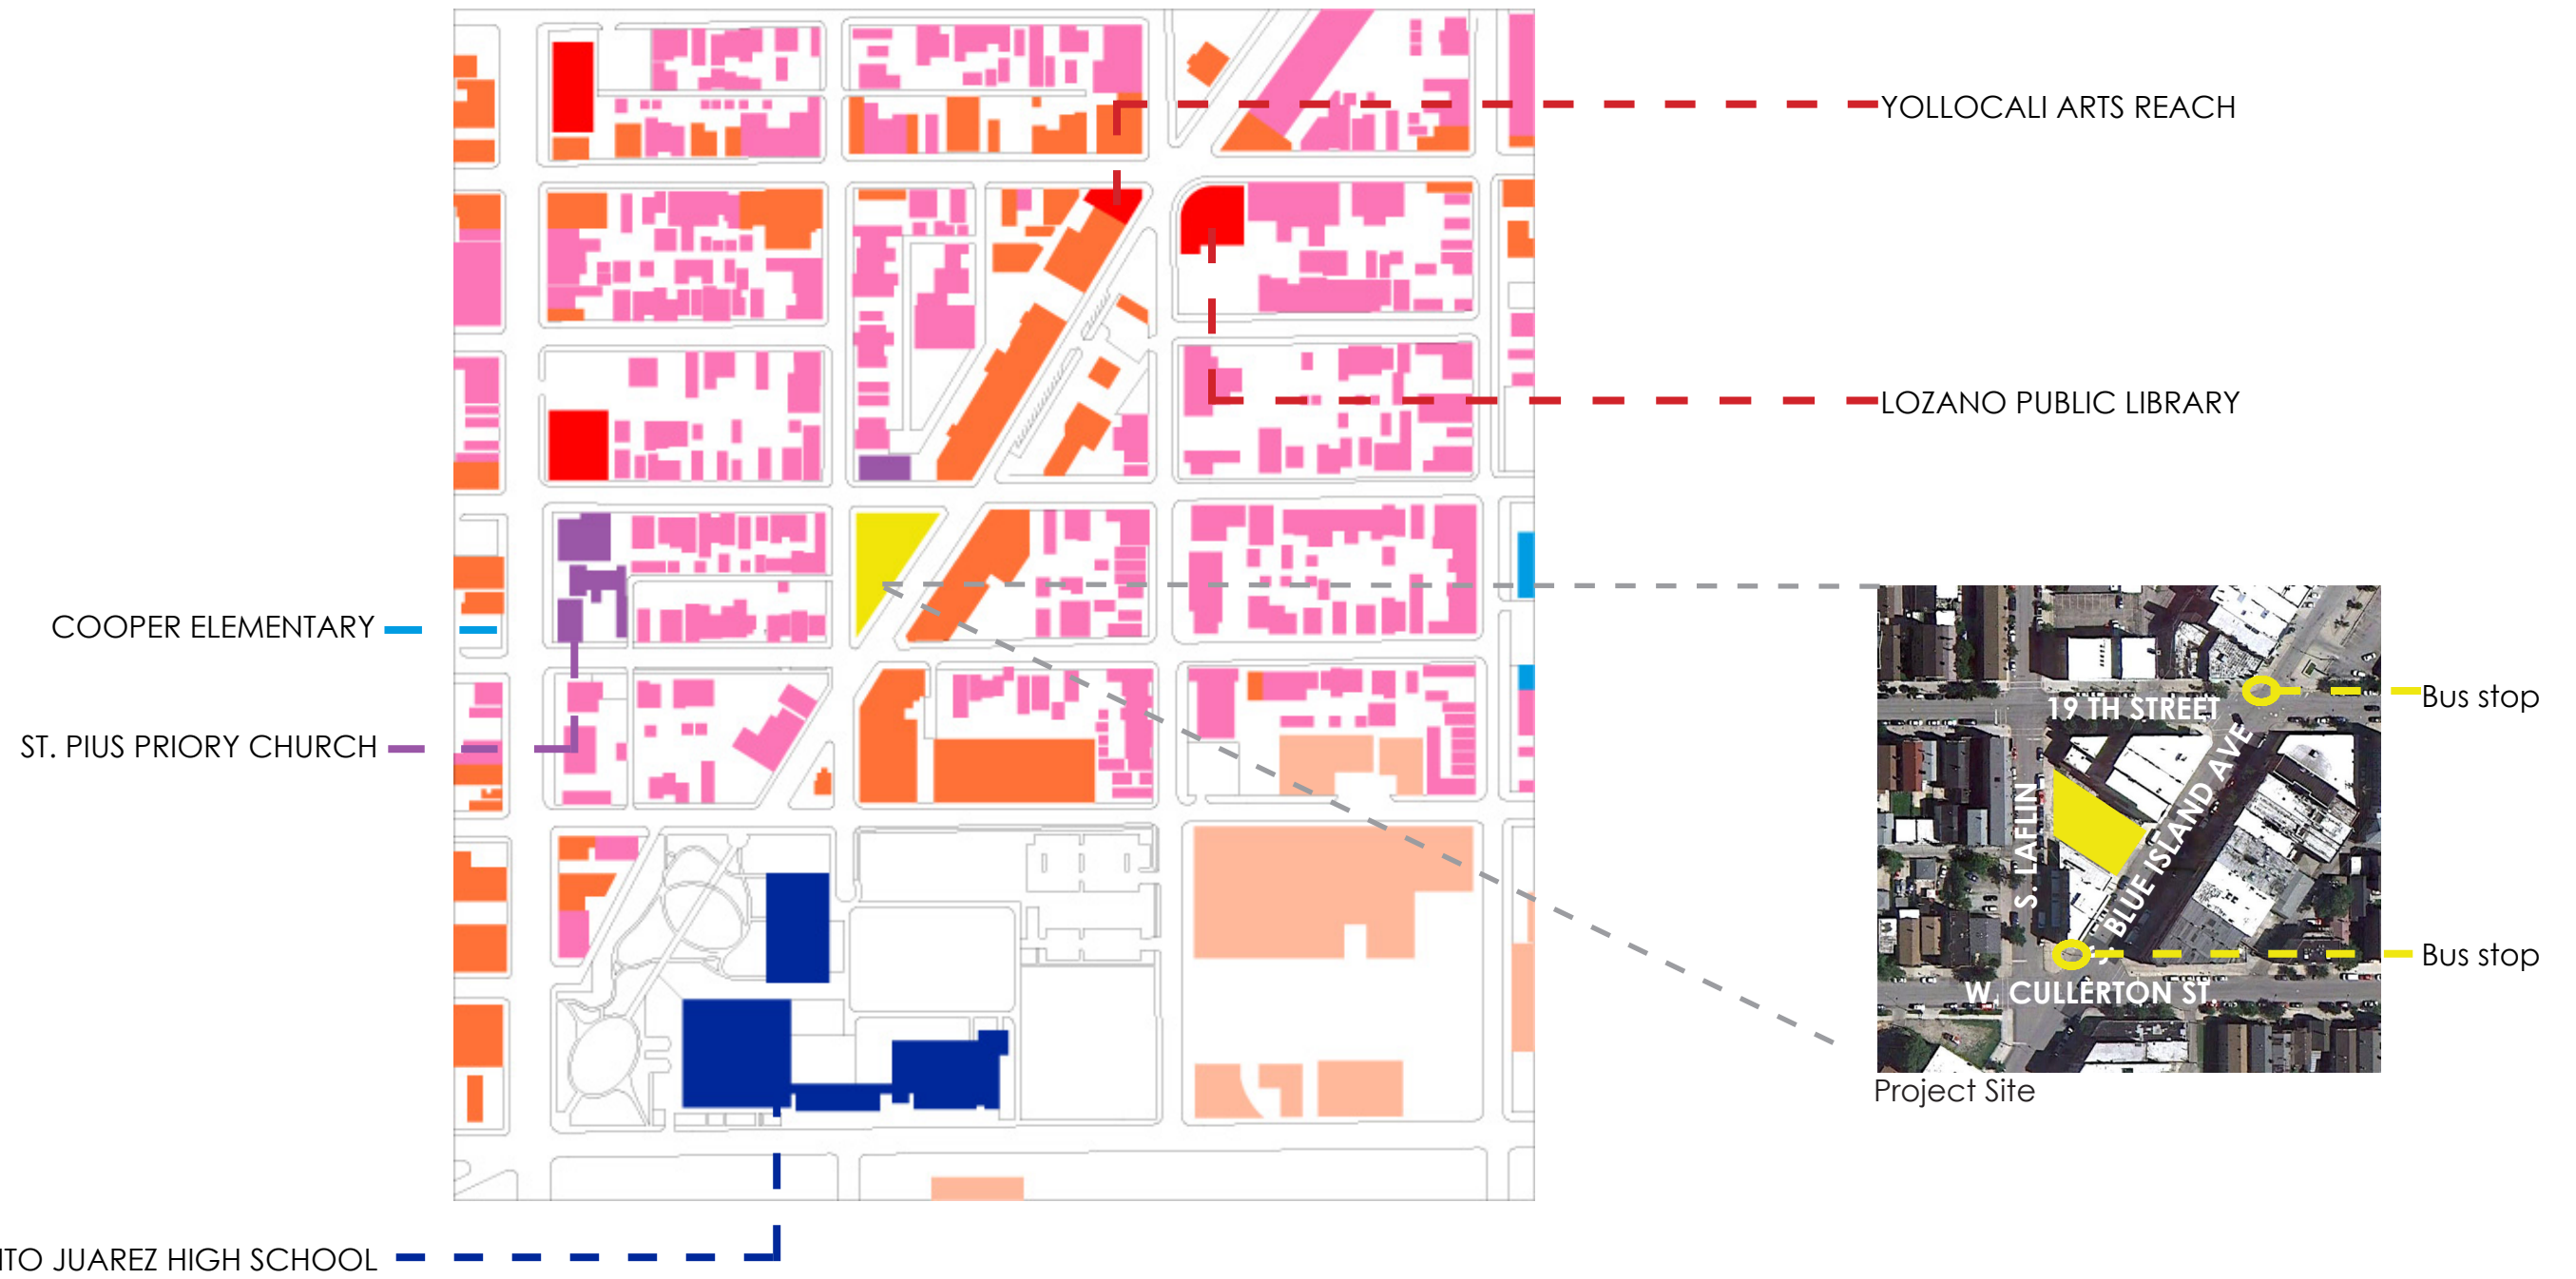 YOLLOCALI ARTS REACH
LOZANO PUBLIC LIBRARY
COOPER ELEMENTARY
ST. PIUS PRIORY CHURCH
ITO JUAREZ HIGH SCHOOL
19 TH STREET
S. LAFLIN
S. BLUE ISLAND AVE
W. CULLERTON ST.
Bus stop
Bus stop
Project Site